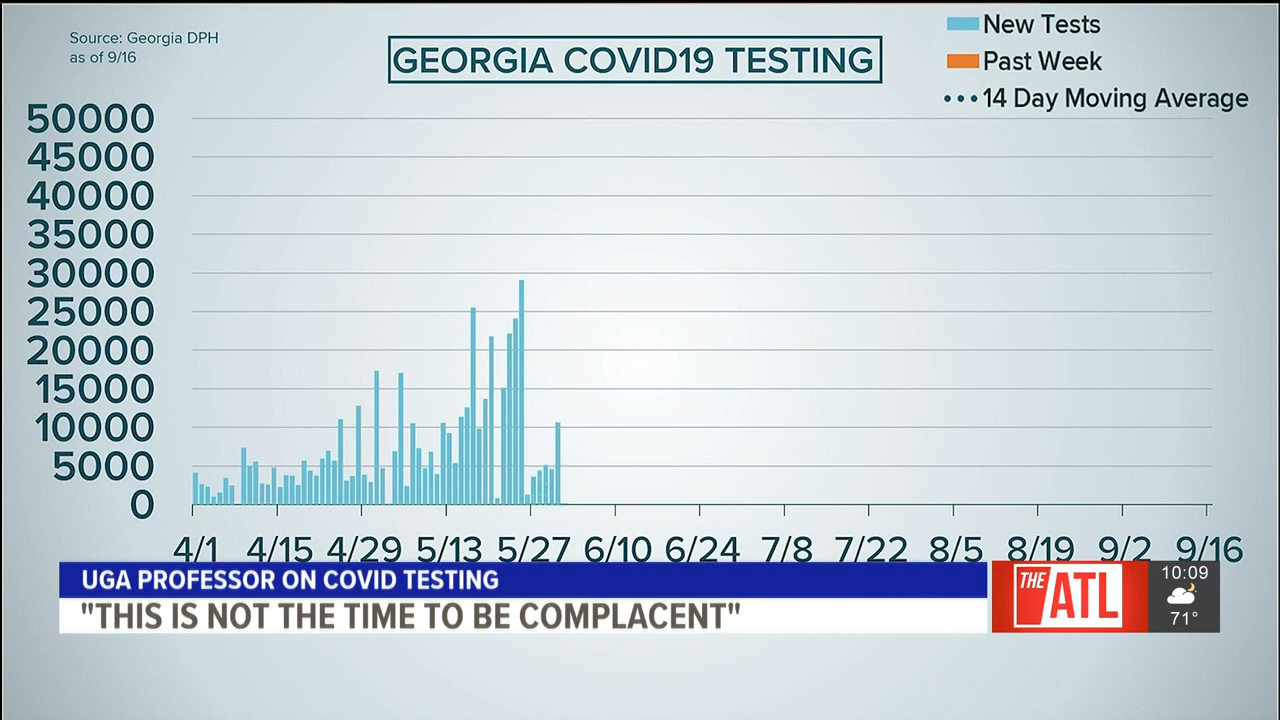 Source: Georgia DPH
as of 9/16
GEORGIA COVID19 TESTING
New Tests
Past Week
14 Day Moving Average
50000
45000
40000
35000
30000
25000
20000
15000
10000
5000
0
4/1 4/15 4/29 5/13 5/27 6/10 6/24 7/8 7/22 8/5 8/19 9/2 9/16
UGA PROFESSOR ON COVID TESTING
"THIS IS NOT THE TIME TO BE COMPLACENT"
THE ATL
10:09
71°